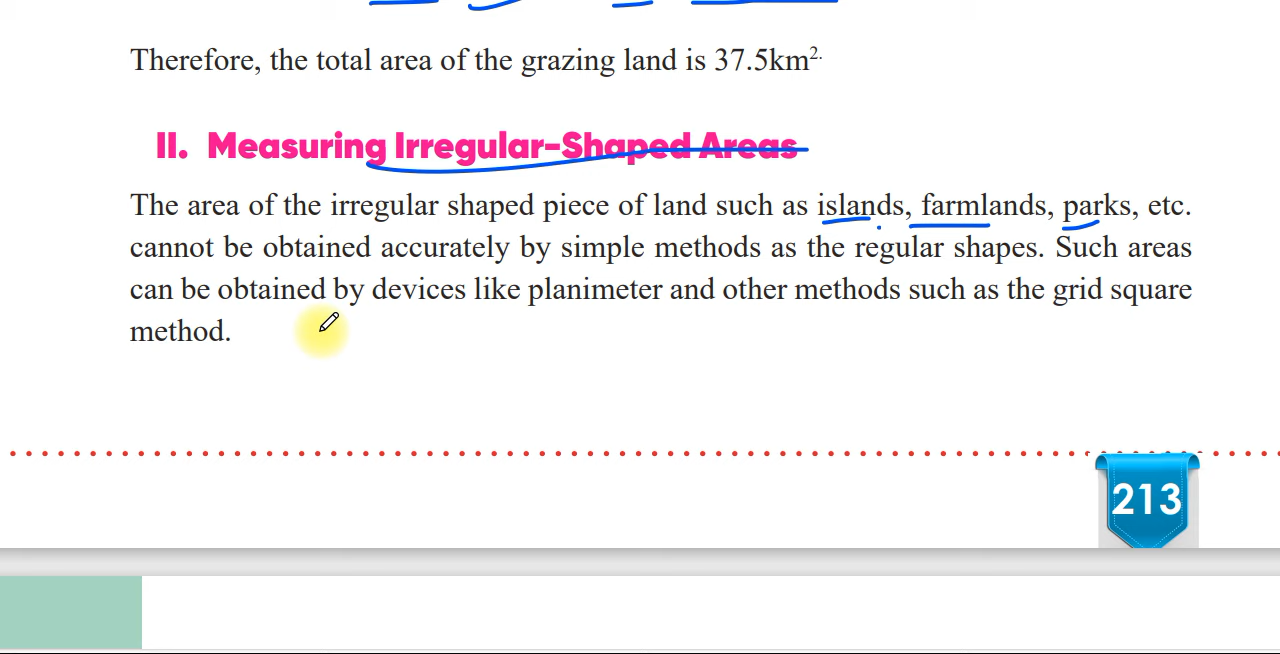 Therefore, the total area of the grazing land is 37.5km².
II. Measuring Irregular-Shaped Areas
The area of the irregular shaped piece of land such as islands, farmlands, parks, etc.
cannot be obtained accurately by simple methods as the regular shapes. Such areas
can be obtained by devices like planimeter and other methods such as the grid square
method.
213